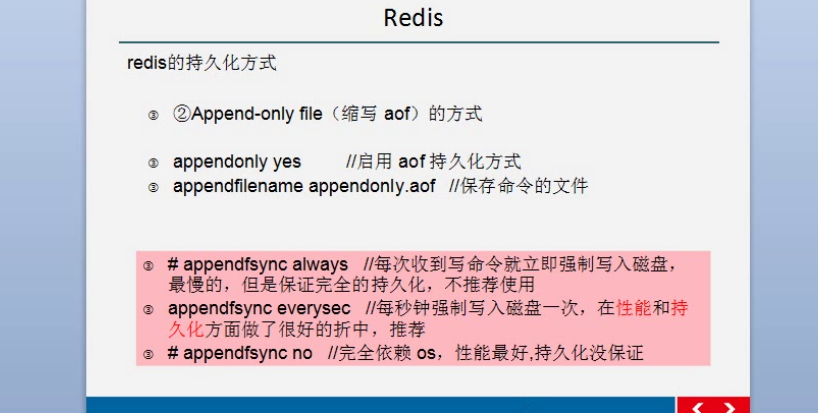 Redis
redis的持久化方式
②Append-only file（缩写 aof）的方式
appendonly yes //启用 aof 持久化方式
appendfilename appendonly.aof //保存命令的文件
# appendfsync always //每次收到写命令就立即强制写入磁盘，
最慢的，但是保证完全的持久化，不推荐使用
appendfsync everysec //每秒钟强制写入磁盘一次，在性能和持
久化方面做了很好的折中，推荐
# appendfsync no //完全依赖 os，性能最好,持久化没保证